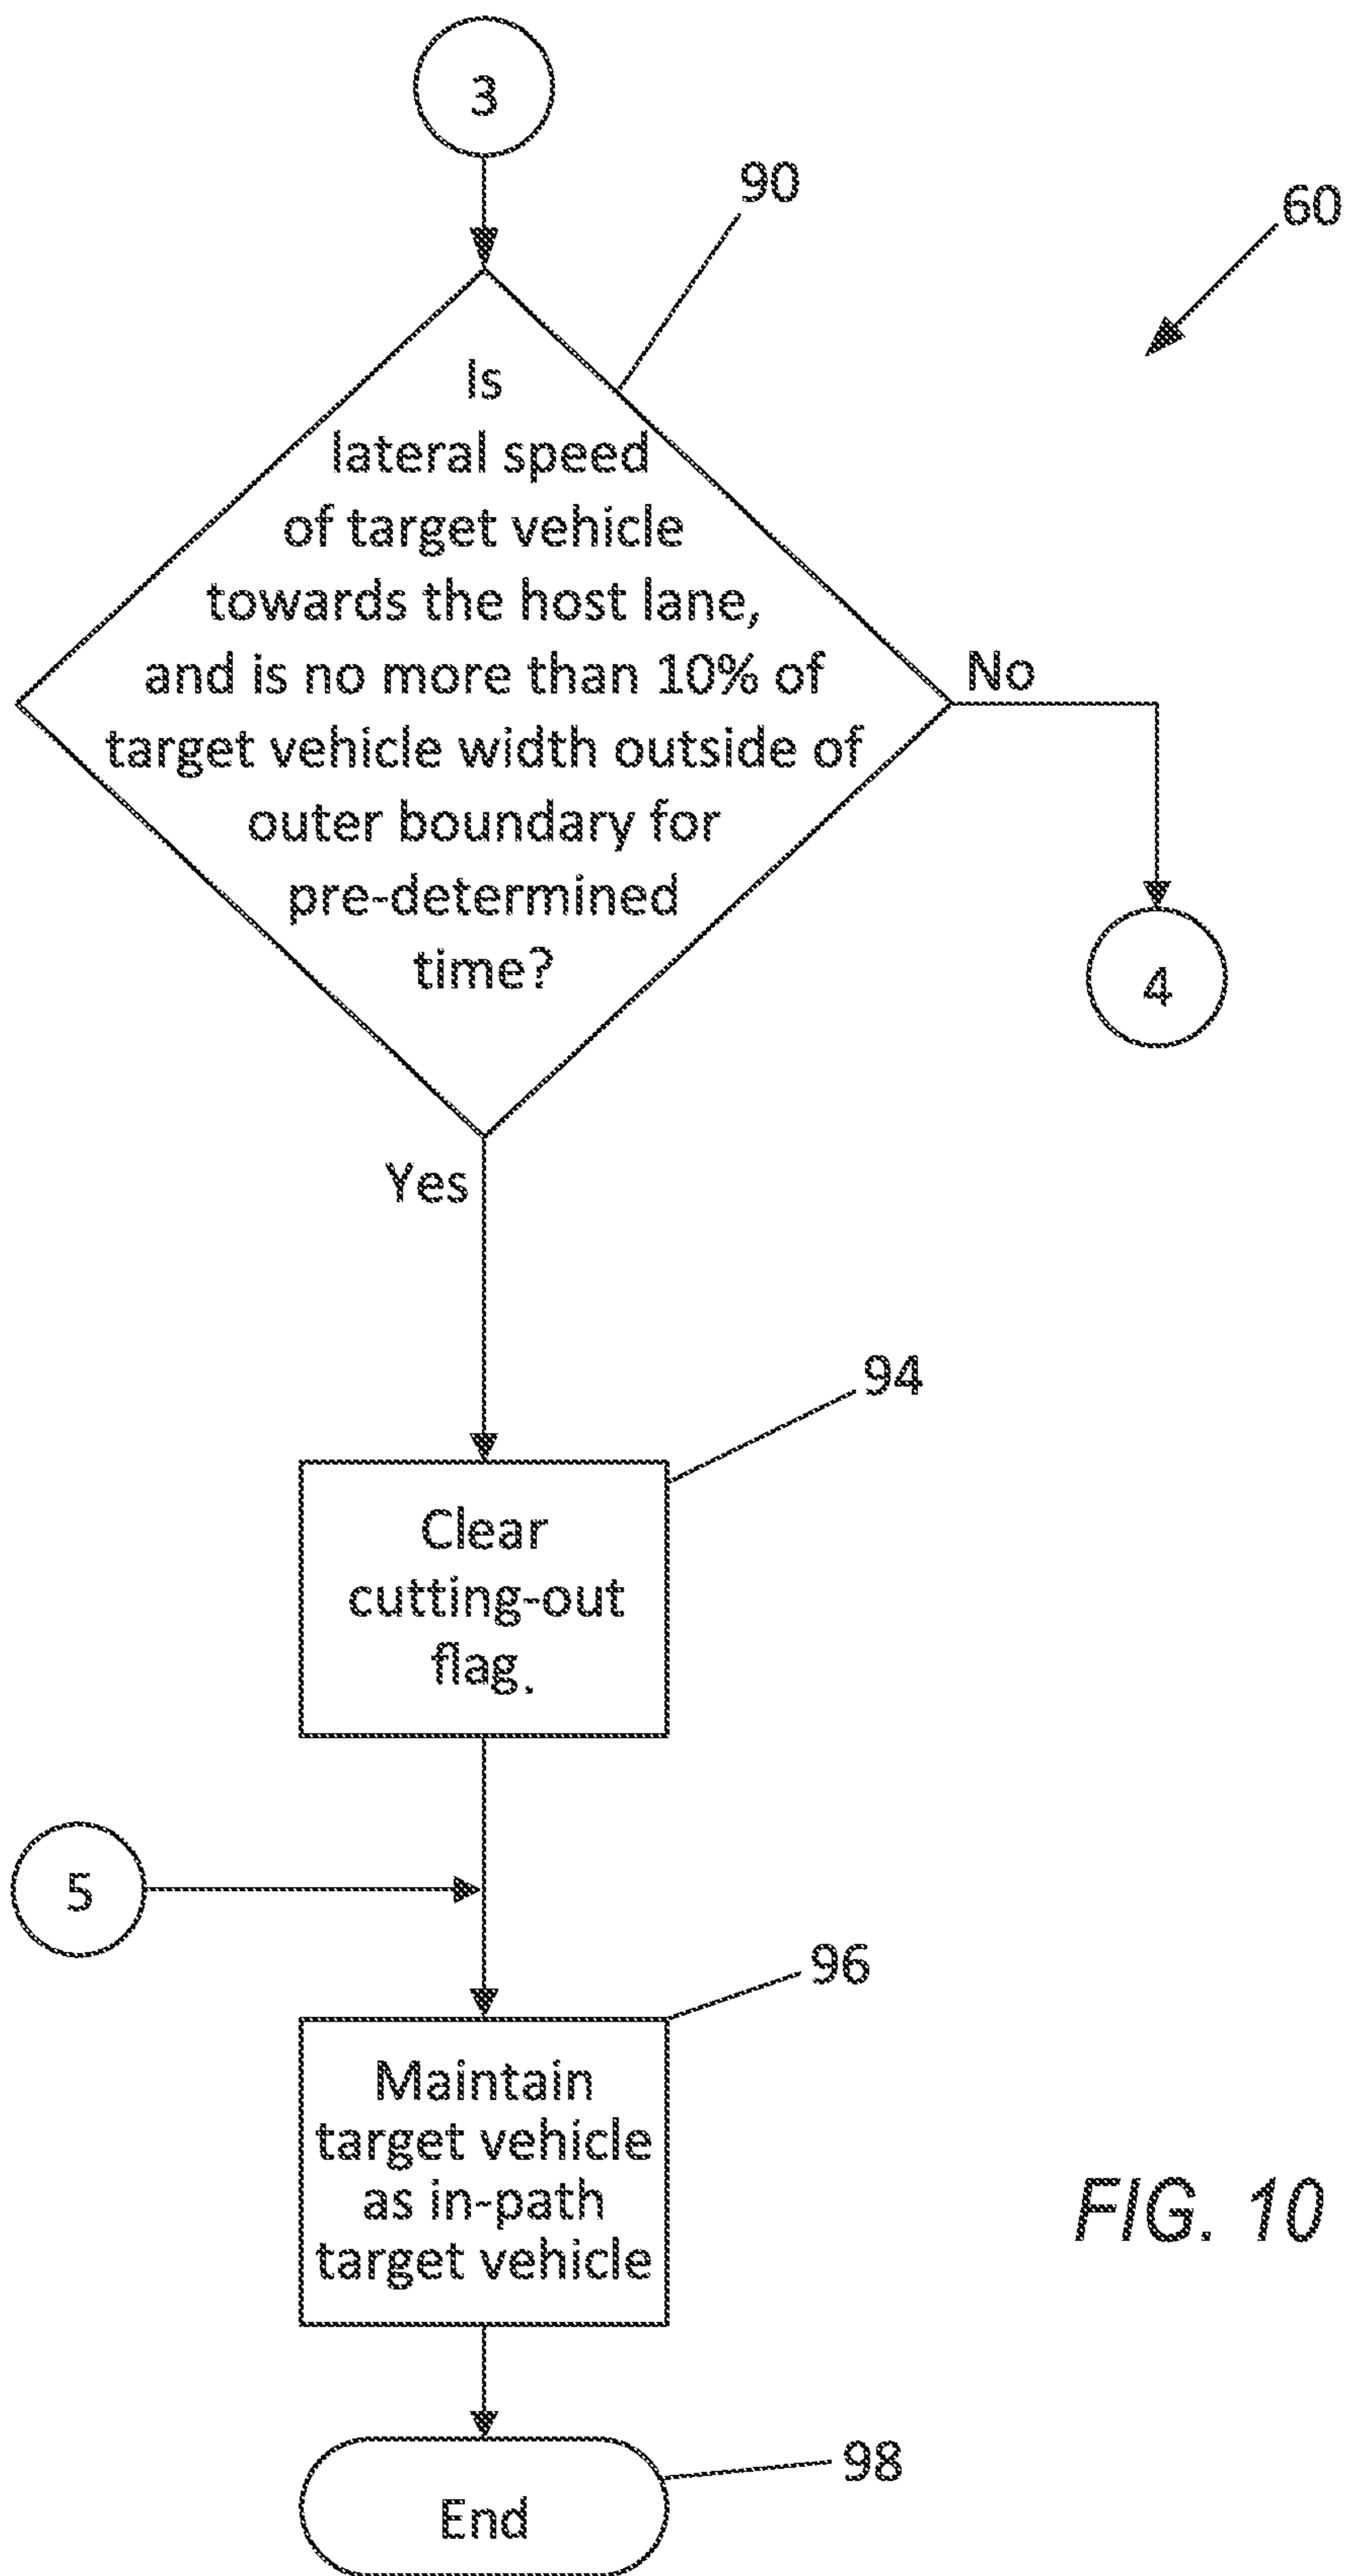 3
90
60
Is
lateral speed
of target vehicle
towards the host lane,
and is no more than 10% of
target vehicle width outside of
outer boundary for
pre-determined
time?
No
4
Yes
94
Clear
cutting-out
flag.
5
96
Maintain
target vehicle
as in-path
target vehicle
FIG. 10
98
End